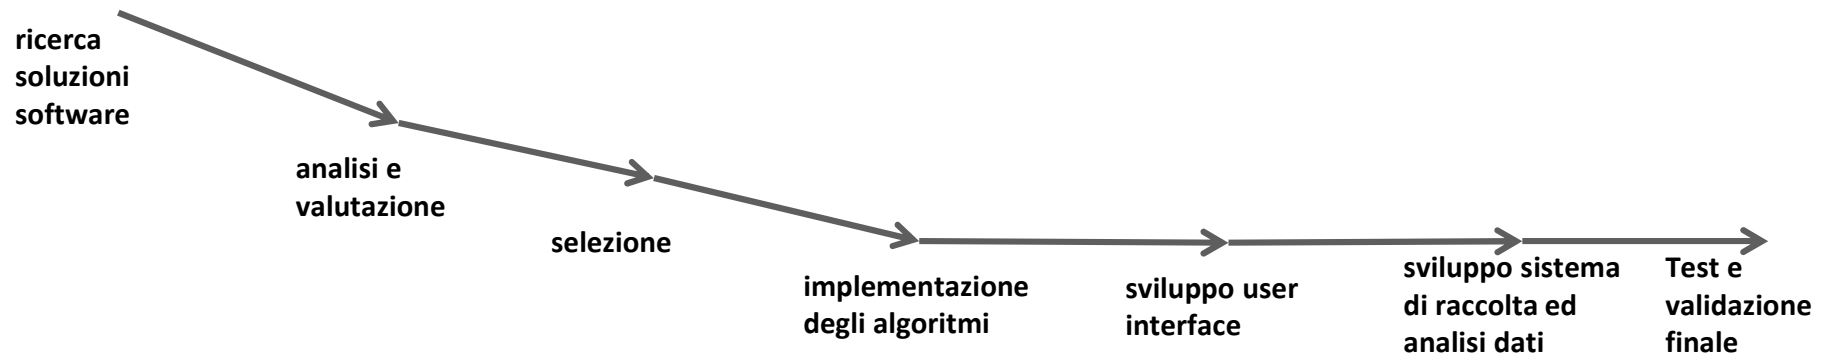 ricerca
soluzioni
software
analisi e
valutazione
selezione
implementazione
degli algoritmi
sviluppo user
interface
sviluppo sistema
di raccolta ed
analisi dati
Test e
validazione
finale